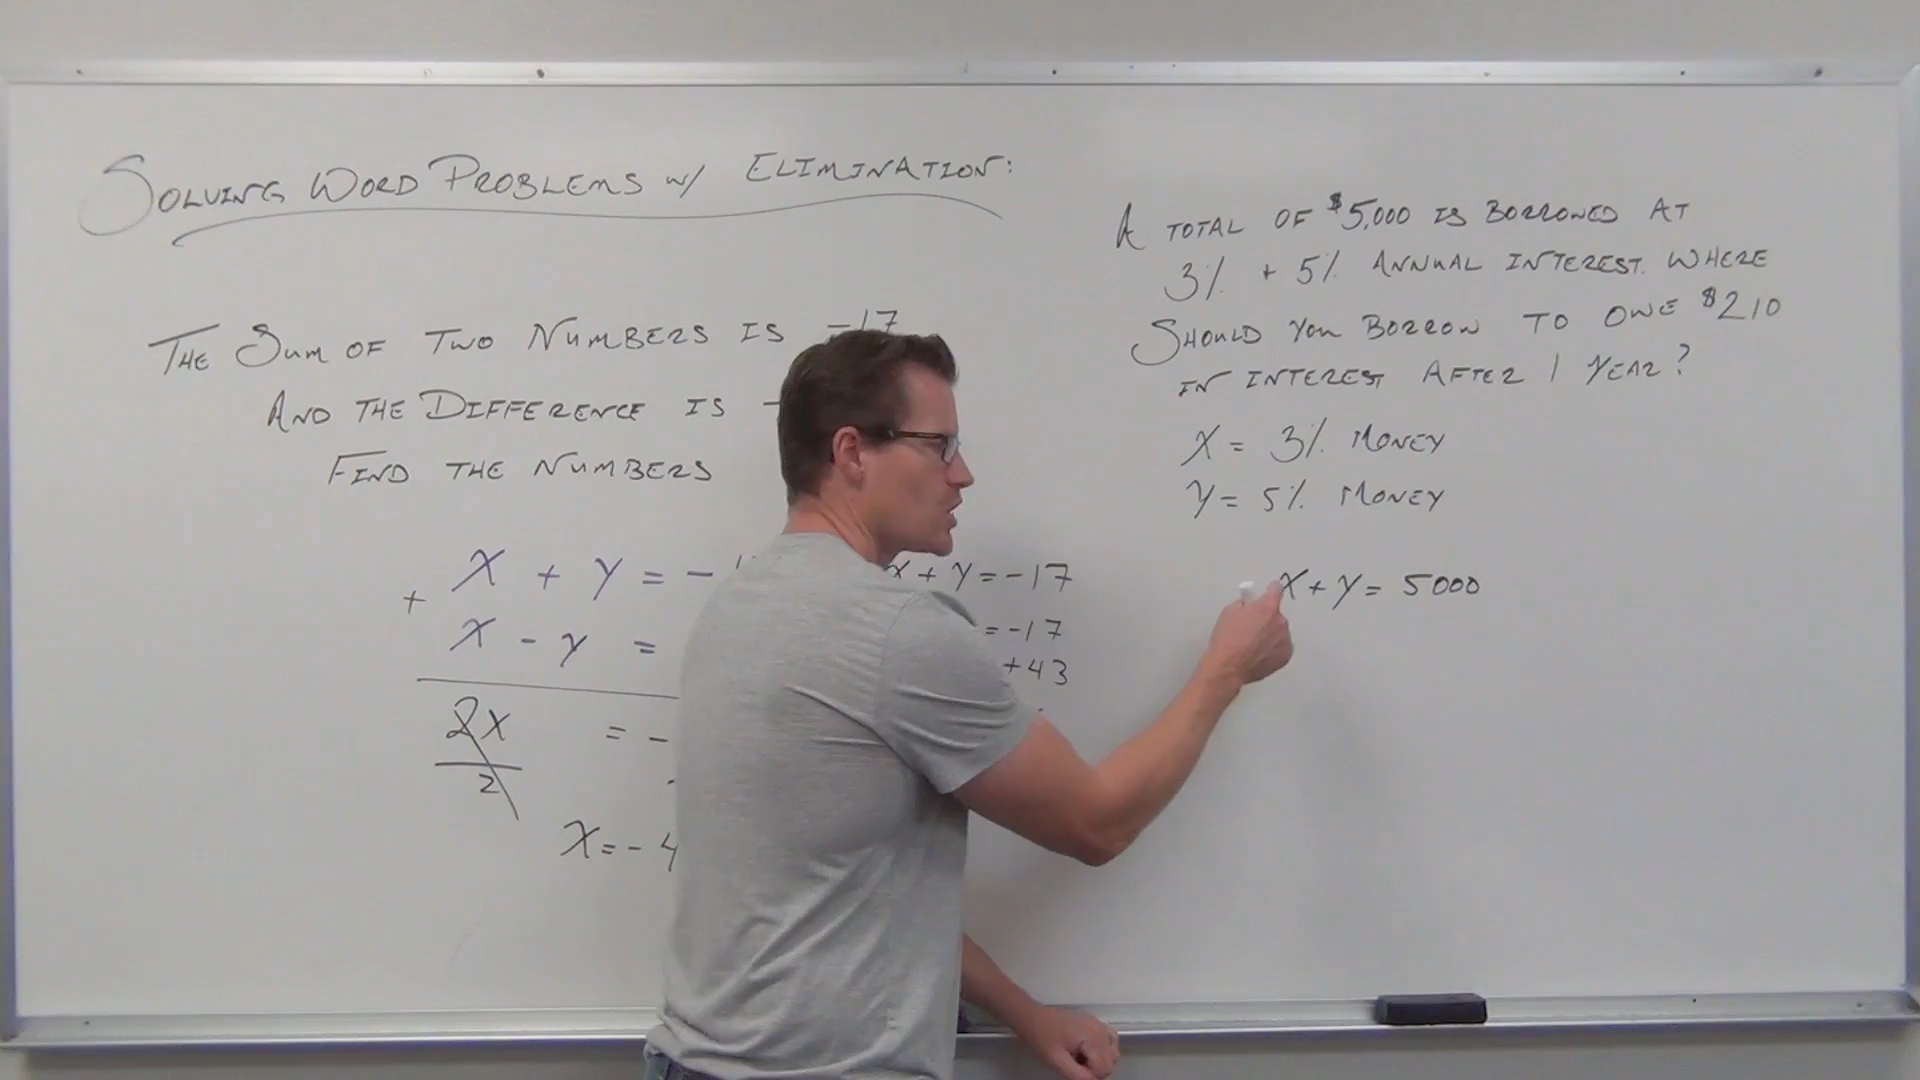 SOLVING WORD PROBLEMS W/ ELIMINATION:
THE SUM OF TWO NUMBERS IS -17
AND THE DIFFERENCE IS -
FIND THE NUMBERS
X + Y = -
+ X - Y =
2X = -
2
X = - 4
X + Y = -17
= -17
+43
A TOTAL OF $5,000 IS BORROWED AT
3% + 5% ANNUAL INTEREST. WHERE
SHOULD YOU BORROW TO OWE $210
IN INTEREST AFTER 1 YEAR?
X = 3% MONEY
Y = 5% MONEY
X + Y = 5000